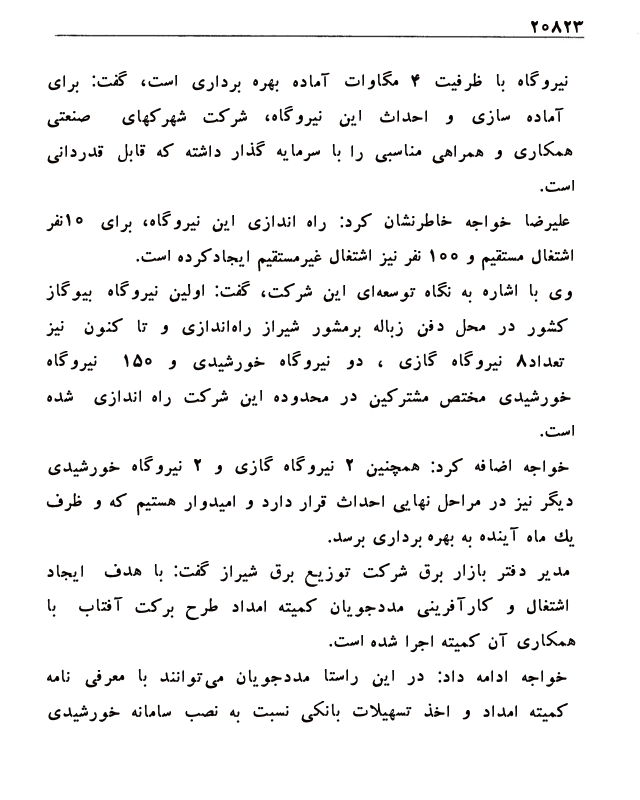 ۲۰۸۲۳
نیروگاه با ظرفیت ۴ مگاوات آماده بهره برداری است، گفت: برای
آماده سازی و احداث این نیروگاه، شرکت شهرکهای صنعتی
همکاری و همراهی مناسبی را با سرمایه گذار داشته که قابل قدردانی
است.
علیرضا خواجه خاطرنشان کرد: راه اندازی این نیروگاه، برای ۱۰نفر
اشتغال مستقیم و ۱۰۰ نفر نیز اشتغال غیرمستقیم ایجادکرده است.
وی با اشاره به نگاه توسعه‌ای این شرکت، گفت: اولین نیروگاه بیوگاز
کشور در محل دفن زباله برمشور شیراز راه‌اندازی و تا کنون نیز
تعداد۸ نیروگاه گازی ، دو نیروگاه خورشیدی و ۱۵۰ نیروگاه
خورشیدی مختص مشترکین در محدوده این شرکت راه اندازی شده
است.
خواجه اضافه کرد: همچنین ۲ نیروگاه گازی و ۲ نیروگاه خورشیدی
دیگر نیز در مراحل نهایی احداث قرار دارد و امیدوار هستیم که و ظرف
یك ماه آینده به بهره برداری برسد.
مدیر دفتر بازار برق شرکت توزیع برق شیراز گفت: با هدف ایجاد
اشتغال و کارآفرینی مددجویان کمیته امداد طرح برکت آفتاب با
همکاری آن کمیته اجرا شده است.
خواجه ادامه داد: در این راستا مددجویان می‌توانند با معرفی نامه
کمیته امداد و اخذ تسهیلات بانکی نسبت به نصب سامانه خورشیدی